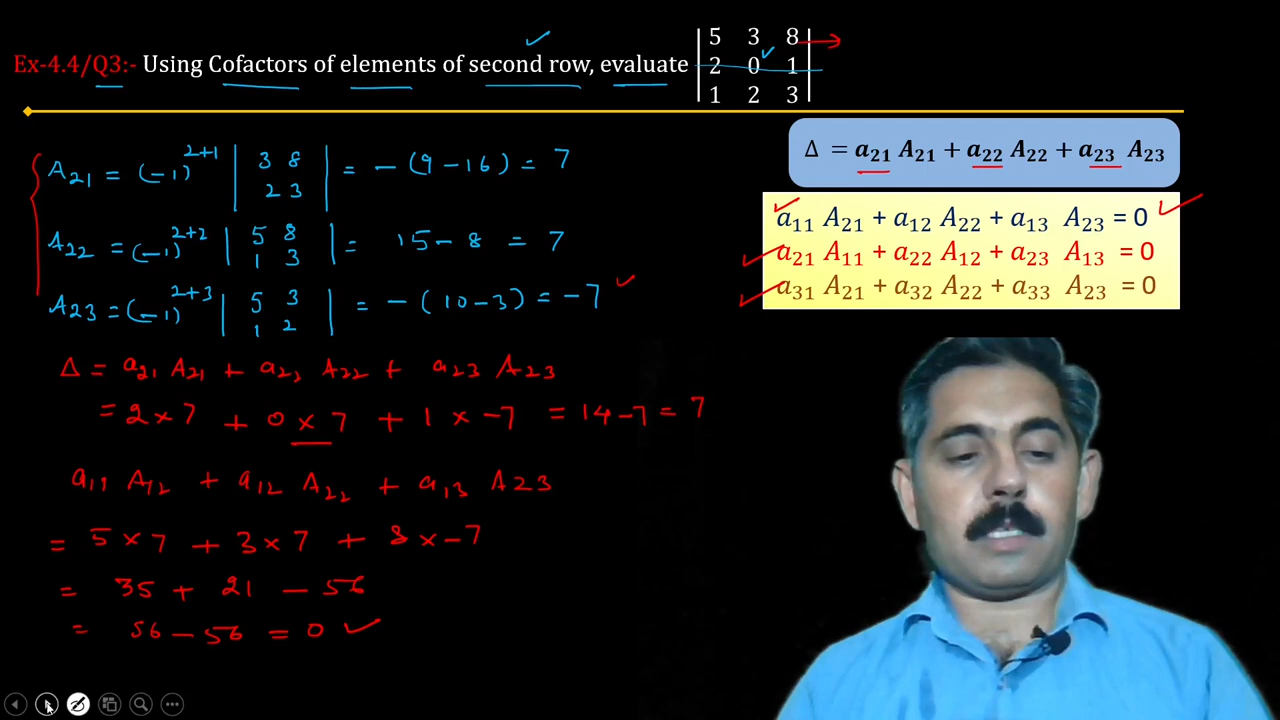 Ex-4.4/Q3:- Using Cofactors of elements of second row, evaluate
5 3 8
2 0 1
1 2 3
Δ = a₂₁ A₂₁ + a₂₂ A₂₂ + a₂₃ A₂₃
a₁₁ A₂₁ + a₁₂ A₂₂ + a₁₃ A₂₃ = 0
a₂₁ A₁₁ + a₂₂ A₁₂ + a₂₃ A₁₃ = 0
a₃₁ A₂₁ + a₃₂ A₂₂ + a₃₃ A₂₃ = 0
A₂₁ = (-1)²⁺¹ | 3 8 | = - (9 - 16) = 7
2 3
A₂₂ = (-1)²⁺² | 5 8 | = 15 - 8 = 7
1 3
A₂₃ = (-1)²⁺³ | 5 3 | = - (10 - 3) = -7
1 2
Δ = a₂₁ A₂₁ + a₂₂ A₂₂ + a₂₃ A₂₃
= 2 × 7 + 0 × 7 + 1 × -7 = 14 - 7 = 7
a₁₁ A₁₂ + a₁₂ A₂₂ + a₁₃ A23
= 5 × 7 + 3 × 7 + 8 × -7
= 35 + 21 - 56
= 56 - 56 = 0